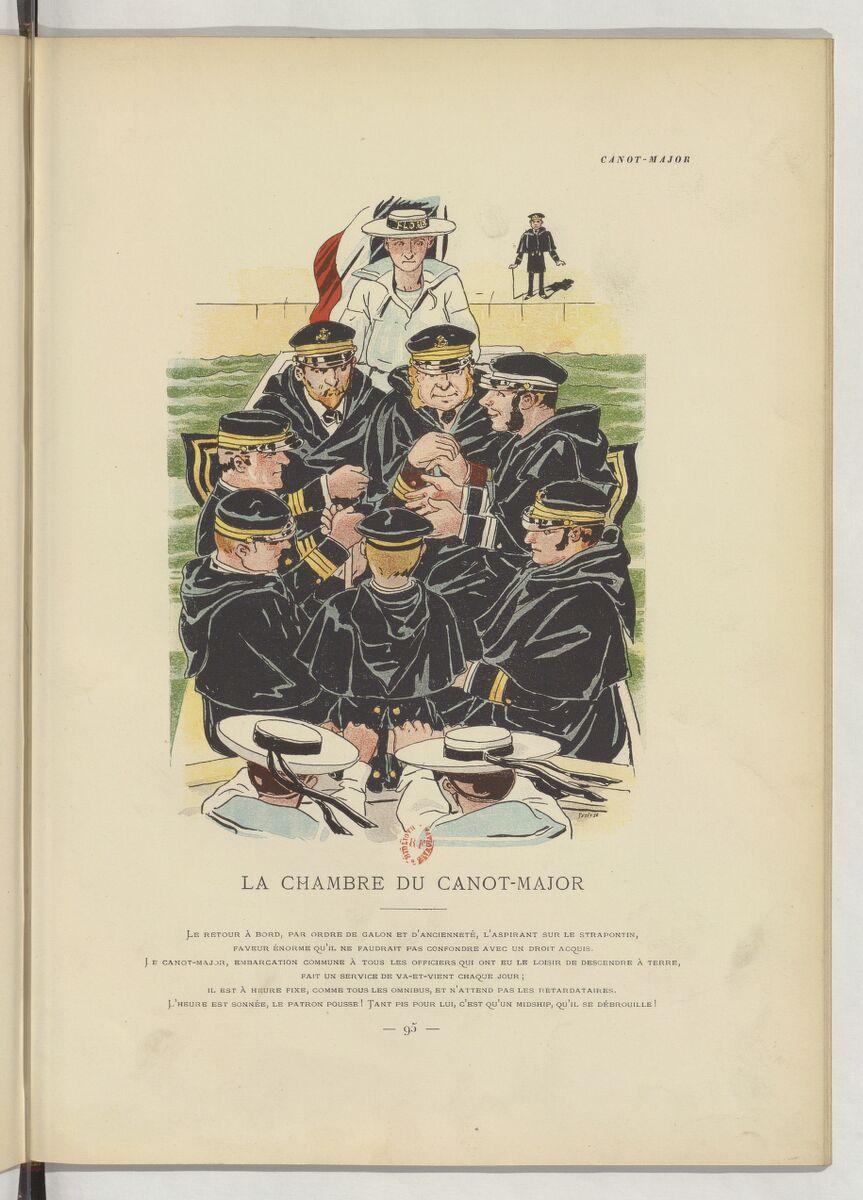 CANOT-MAJOR
LA CHAMBRE DU CANOT-MAJOR
Le retour à bord, par ordre de galon et d'ancienneté, l'aspirant sur le strapontin,
faveur énorme qu'il ne faudrait pas confondre avec un droit acquis.
Le canot-major, embarcation commune à tous les officiers qui ont eu le loisir de descendre à terre,
fait un service de va-et-vient chaque jour ;
il est à heure fixe, comme tous les omnibus, et n'attend pas les retardataires.
L'heure est sonnée, le patron pousse ! Tant pis pour lui, c'est qu'un midship, qu'il se débrouille !
— 95 —